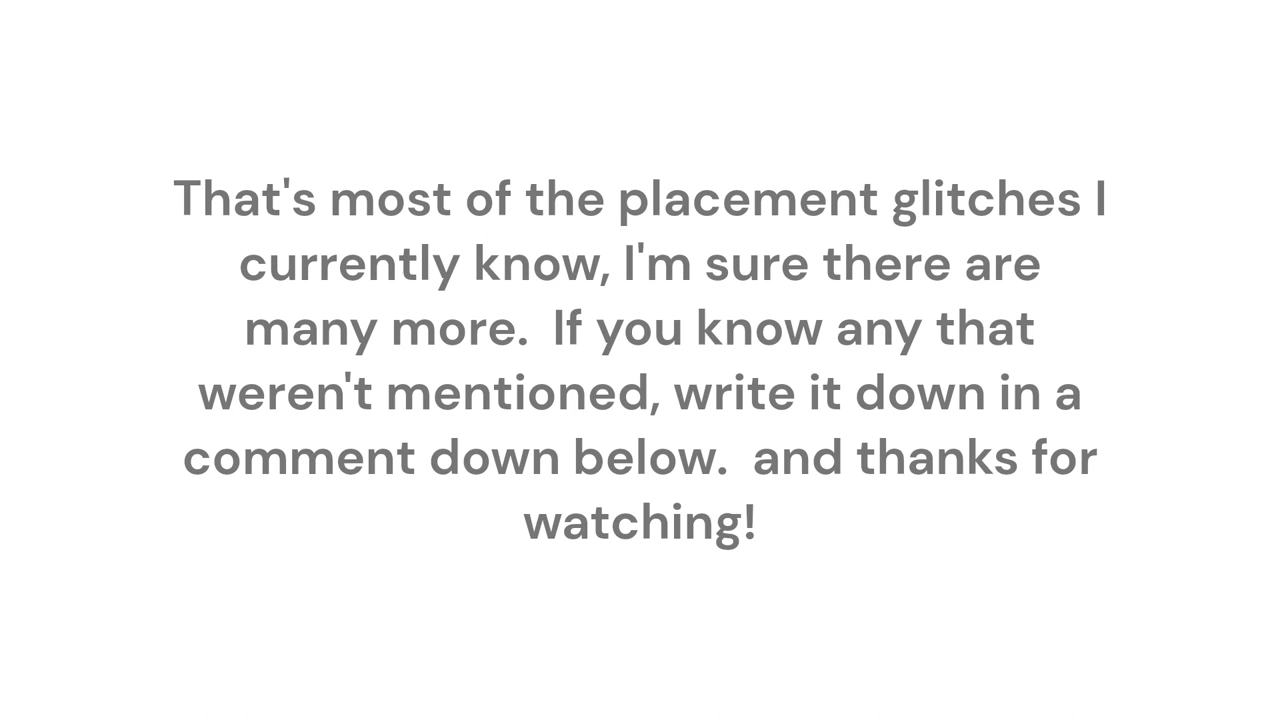 That's most of the placement glitches I
currently know, I'm sure there are
many more.  If you know any that
weren't mentioned, write it down in a
comment down below.  and thanks for
watching!